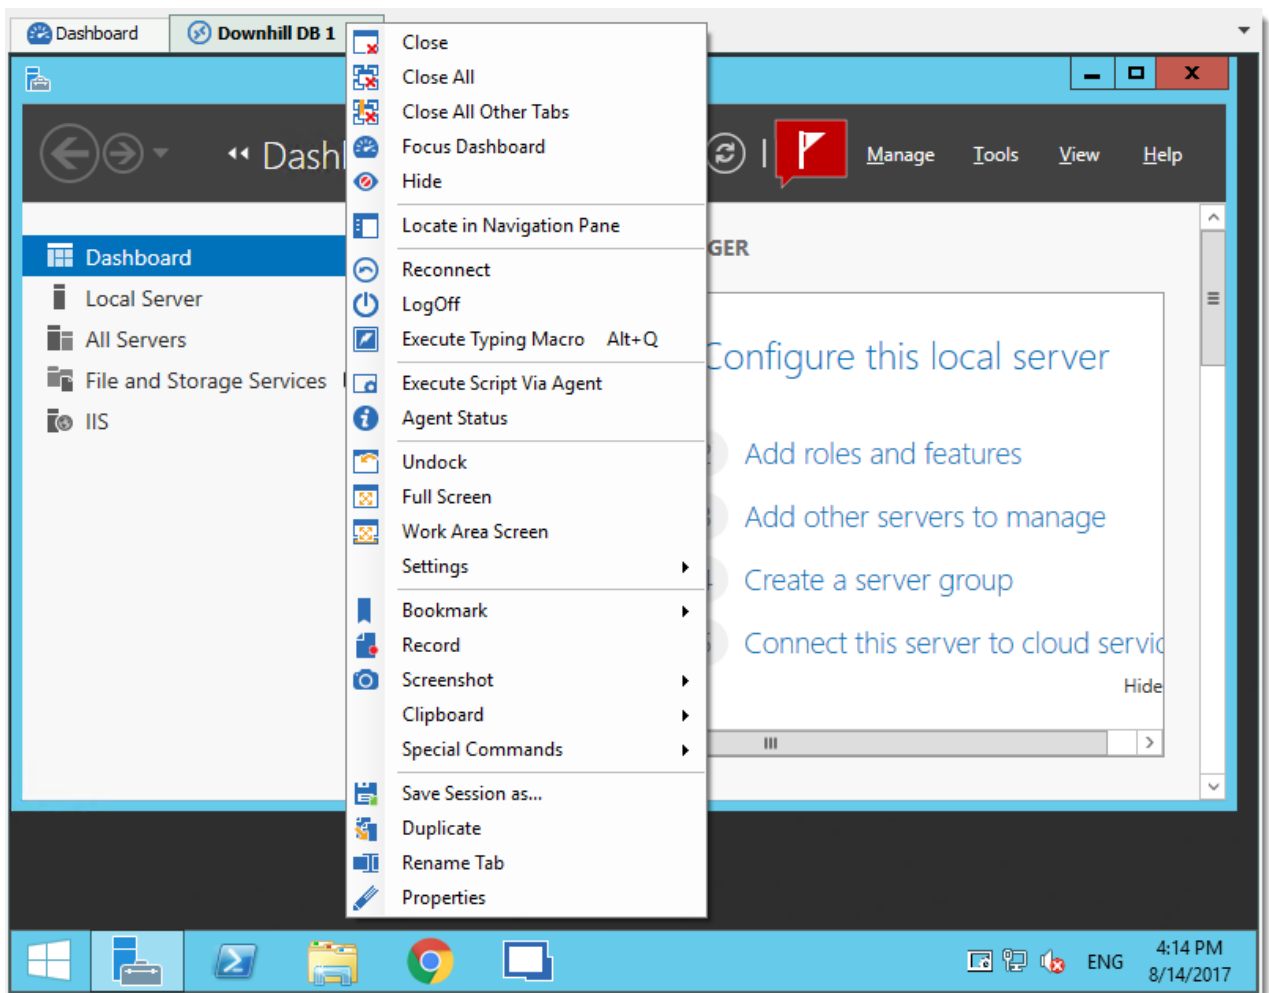 Dashboard
Downhill DB 1
Close
Close All
Close All Other Tabs
Focus Dashboard
Hide
Locate in Navigation Pane
Reconnect
LogOff
Execute Typing Macro Alt+Q
Execute Script Via Agent
Agent Status
Undock
Full Screen
Work Area Screen
Settings
Bookmark
Record
Screenshot
Clipboard
Special Commands
Save Session as...
Duplicate
Rename Tab
Properties
Manage Tools View Help
Dashboard
Local Server
All Servers
File and Storage Services
IIS
GER
Configure this local server
Add roles and features
Add other servers to manage
Create a server group
Connect this server to cloud servic
Hide
ENG
4:14 PM
8/14/2017